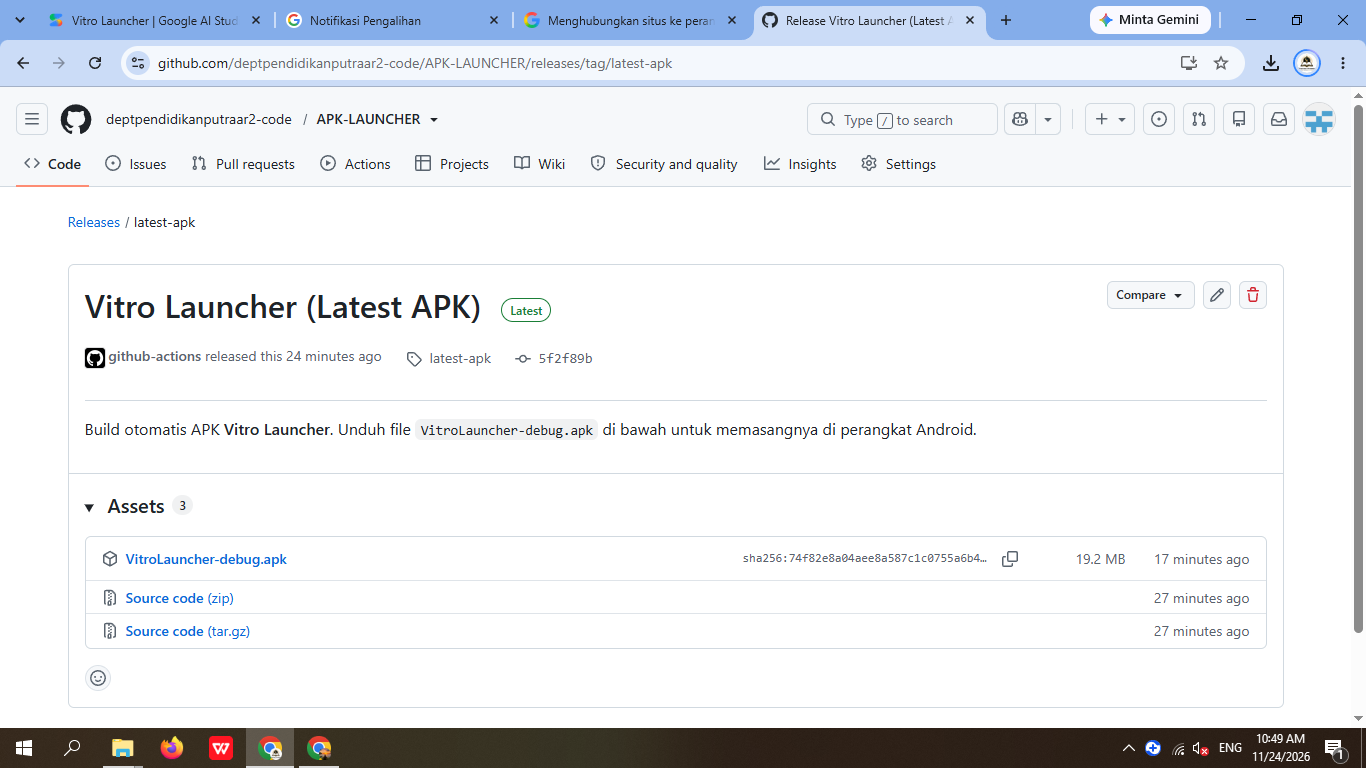 Vitro Launcher | Google AI Stud
Notifikasi Pengalihan
Menghubungkan situs ke peran
Release Vitro Launcher (Latest A
Minta Gemini
github.com/deptpendidikanputraar2-code/APK-LAUNCHER/releases/tag/latest-apk
deptpendidikanputraar2-code / APK-LAUNCHER
Type / to search
Code Issues Pull requests Actions Projects Wiki Security and quality Insights Settings
Releases / latest-apk
Vitro Launcher (Latest APK) Latest
Compare
github-actions released this 24 minutes ago latest-apk 5f2f89b
Build otomatis APK Vitro Launcher. Unduh file VitroLauncher-debug.apk di bawah untuk memasangnya di perangkat Android.
Assets 3
VitroLauncher-debug.apk sha256:74f82e8a04aee8a587c1c0755a6b4… 19.2 MB 17 minutes ago
Source code (zip) 27 minutes ago
Source code (tar.gz) 27 minutes ago
ENG
10:49 AM
11/24/2026
1